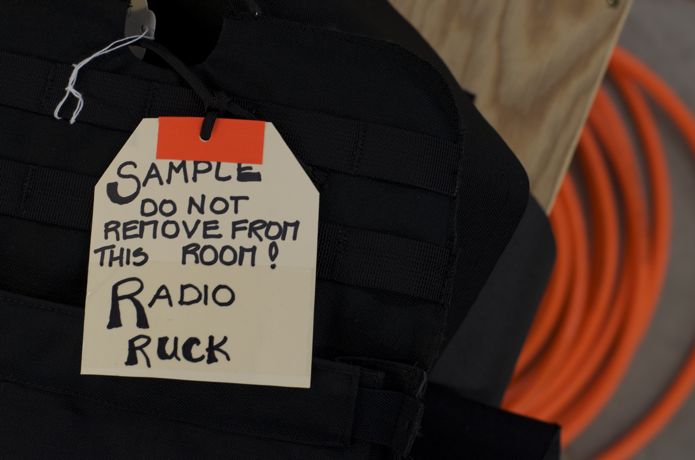 SAMPLE
DO NOT
REMOVE FROM
THIS ROOM!
RADIO
RUCK